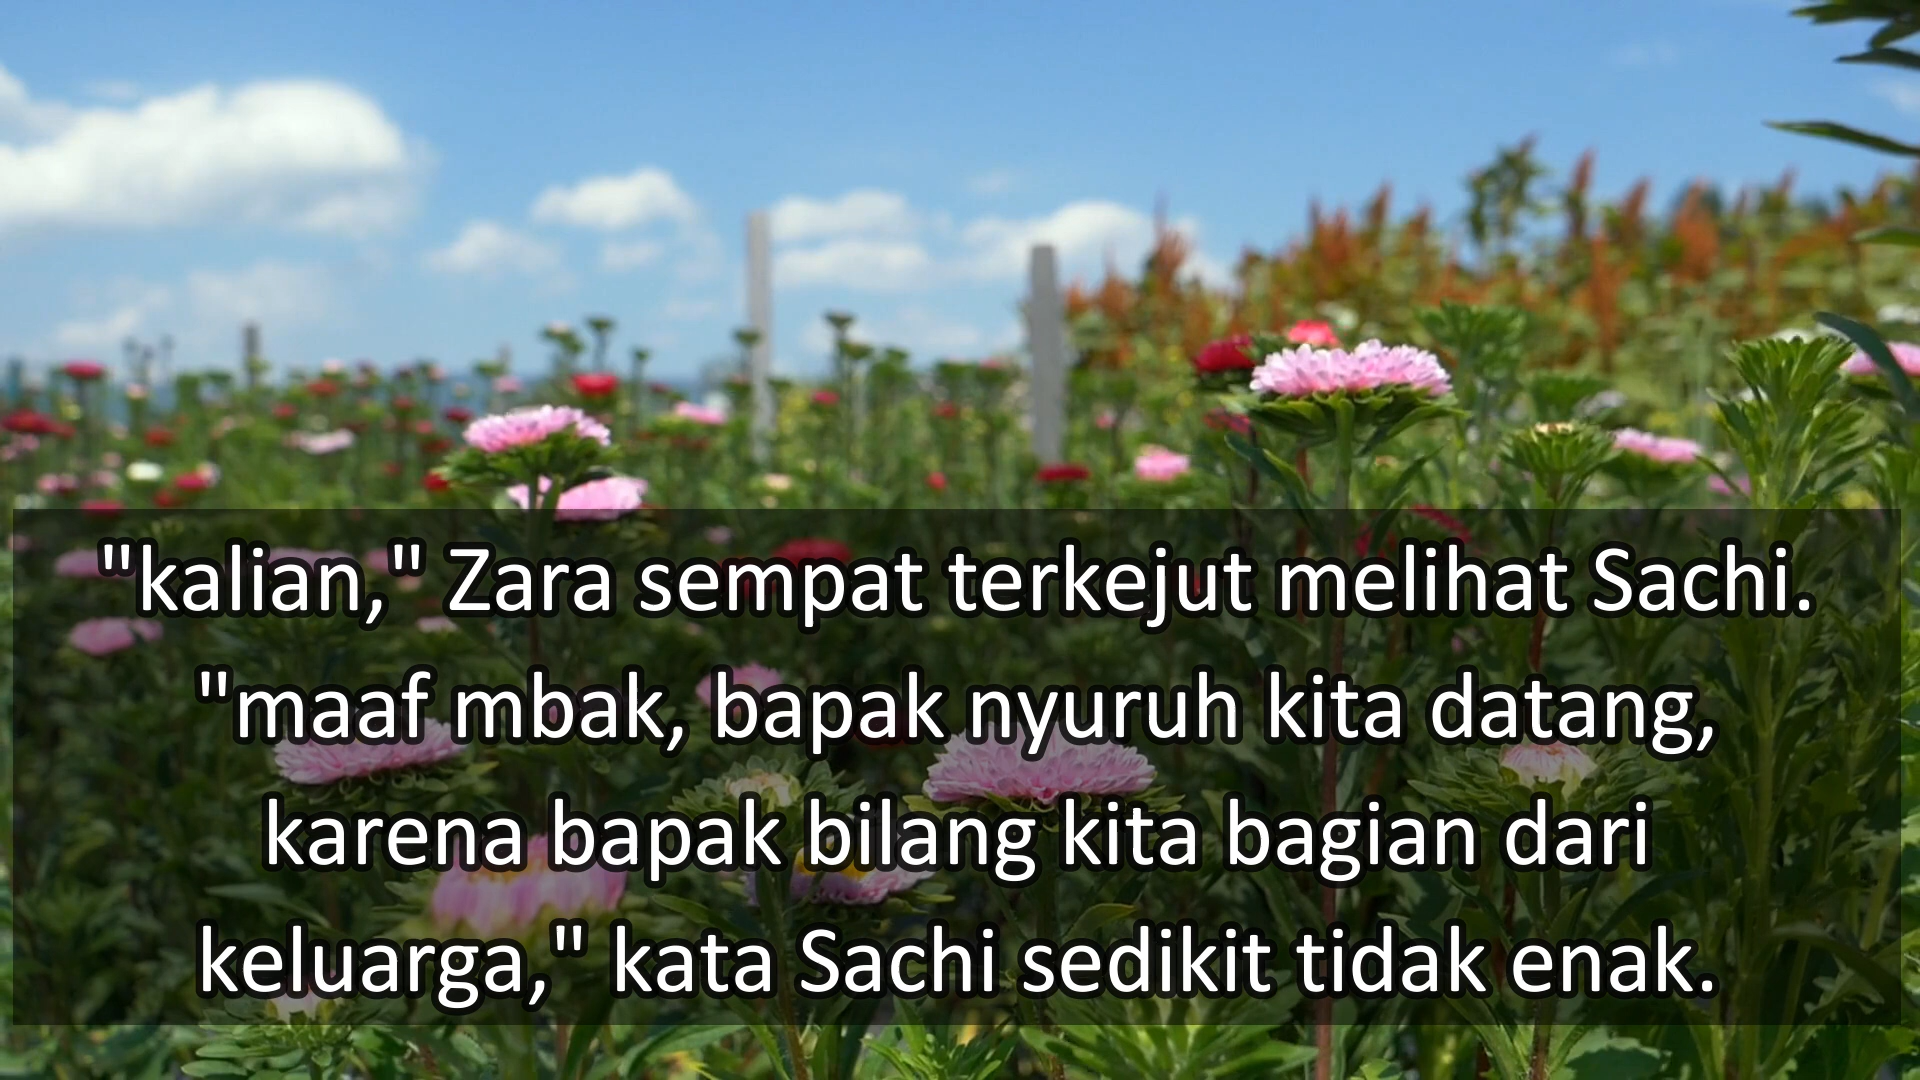 "kalian," Zara sempat terkejut melihat Sachi.
"maaf mbak, bapak nyuruh kita datang,
karena bapak bilang kita bagian dari
keluarga," kata Sachi sedikit tidak enak.